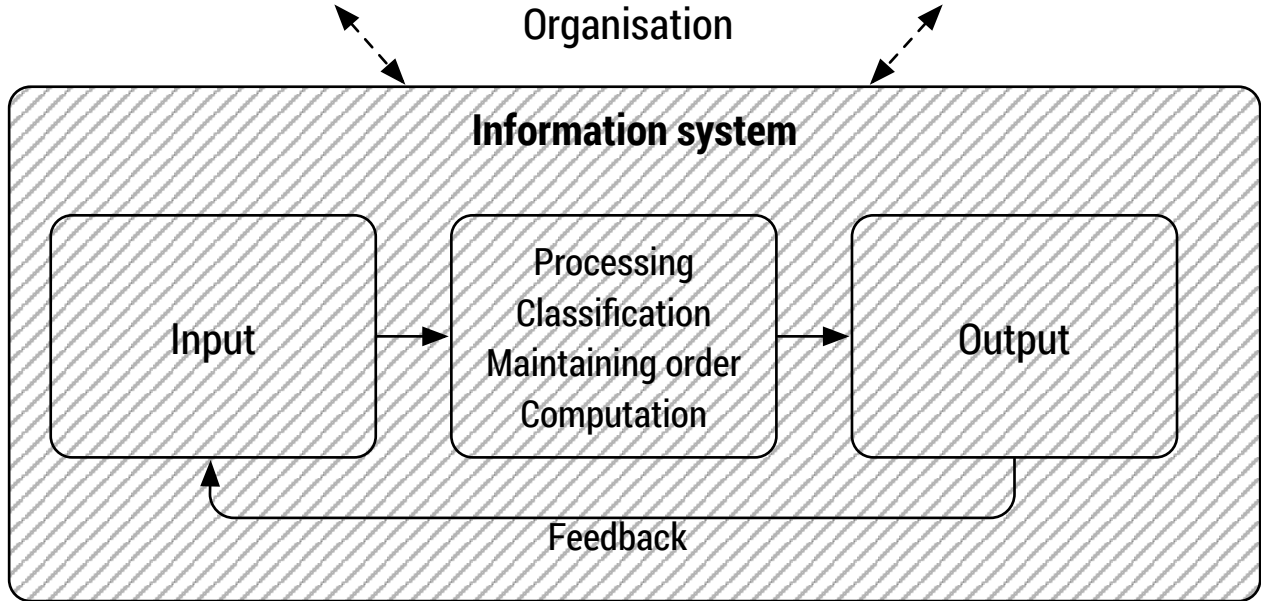 Organisation
Information system
Input
Processing
Classification
Maintaining order
Computation
Output
Feedback